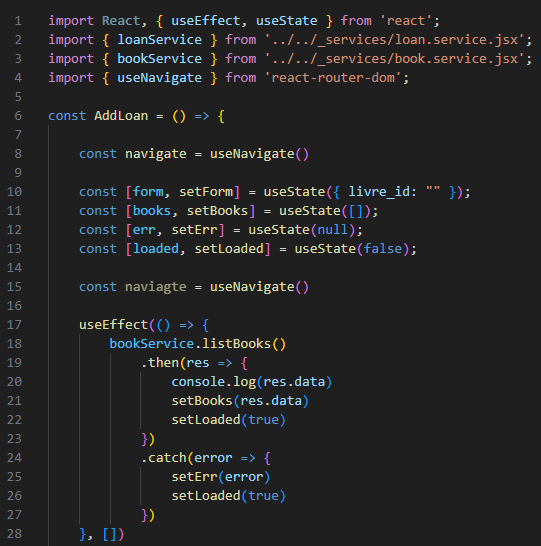 1 import React, { useEffect, useState } from 'react';
2 import { loanService } from '../../_services/loan.service.jsx';
3 import { bookService } from '../../_services/book.service.jsx';
4 import { useNavigate } from 'react-router-dom';
5
6 const AddLoan = () => {
7
8     const navigate = useNavigate()
9
10     const [form, setForm] = useState({ livre_id: "" });
11     const [books, setBooks] = useState([]);
12     const [err, setErr] = useState(null);
13     const [loaded, setLoaded] = useState(false);
14
15     const naviagte = useNavigate()
16
17     useEffect(() => {
18         bookService.listBooks()
19             .then(res => {
20                 console.log(res.data)
21                 setBooks(res.data)
22                 setLoaded(true)
23             })
24             .catch(error => {
25                 setErr(error)
26                 setLoaded(true)
27             })
28     }, [])